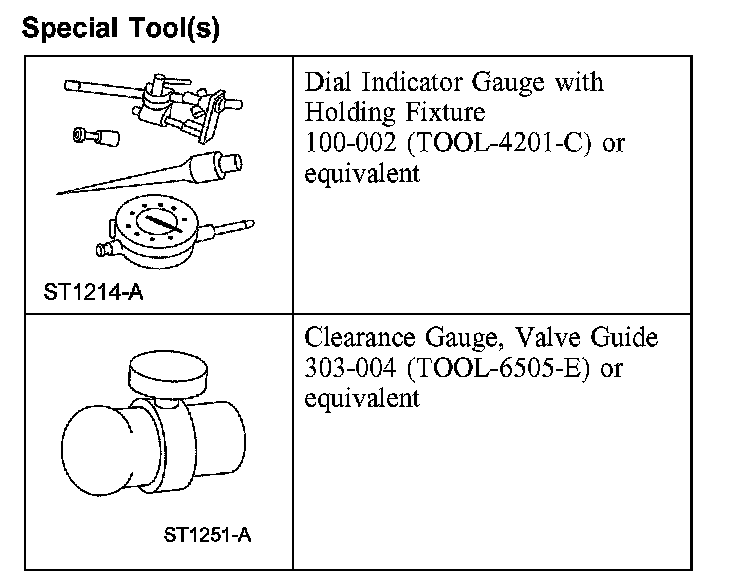 Special Tool(s)
Dial Indicator Gauge with
Holding Fixture
100-002 (TOOL-4201-C) or
equivalent
ST1214-A
Clearance Gauge, Valve Guide
303-004 (TOOL-6505-E) or
equivalent
ST1251-A